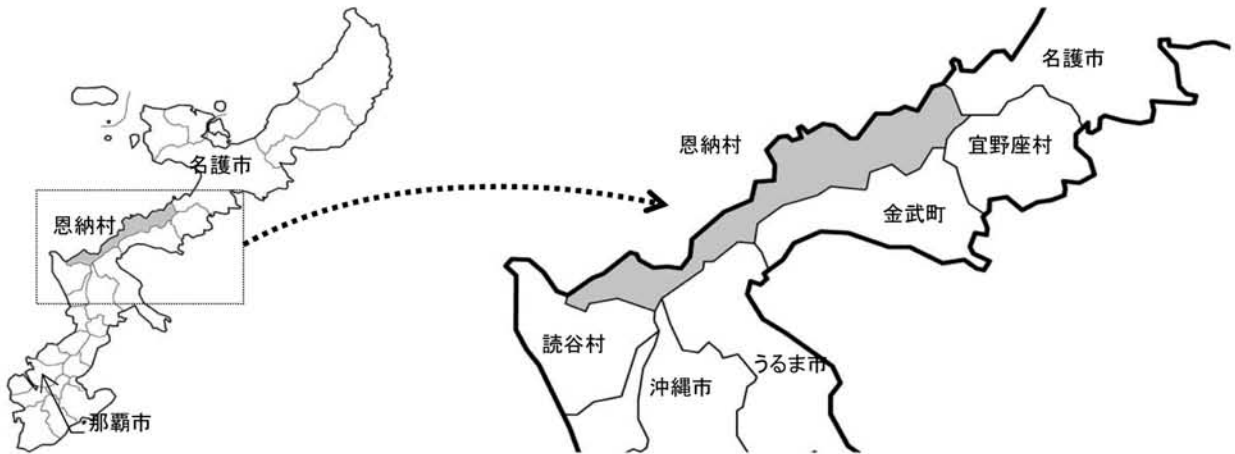 名護市
恩納村
那覇市
名護市
恩納村
宜野座村
金武町
読谷村
うるま市
沖縄市